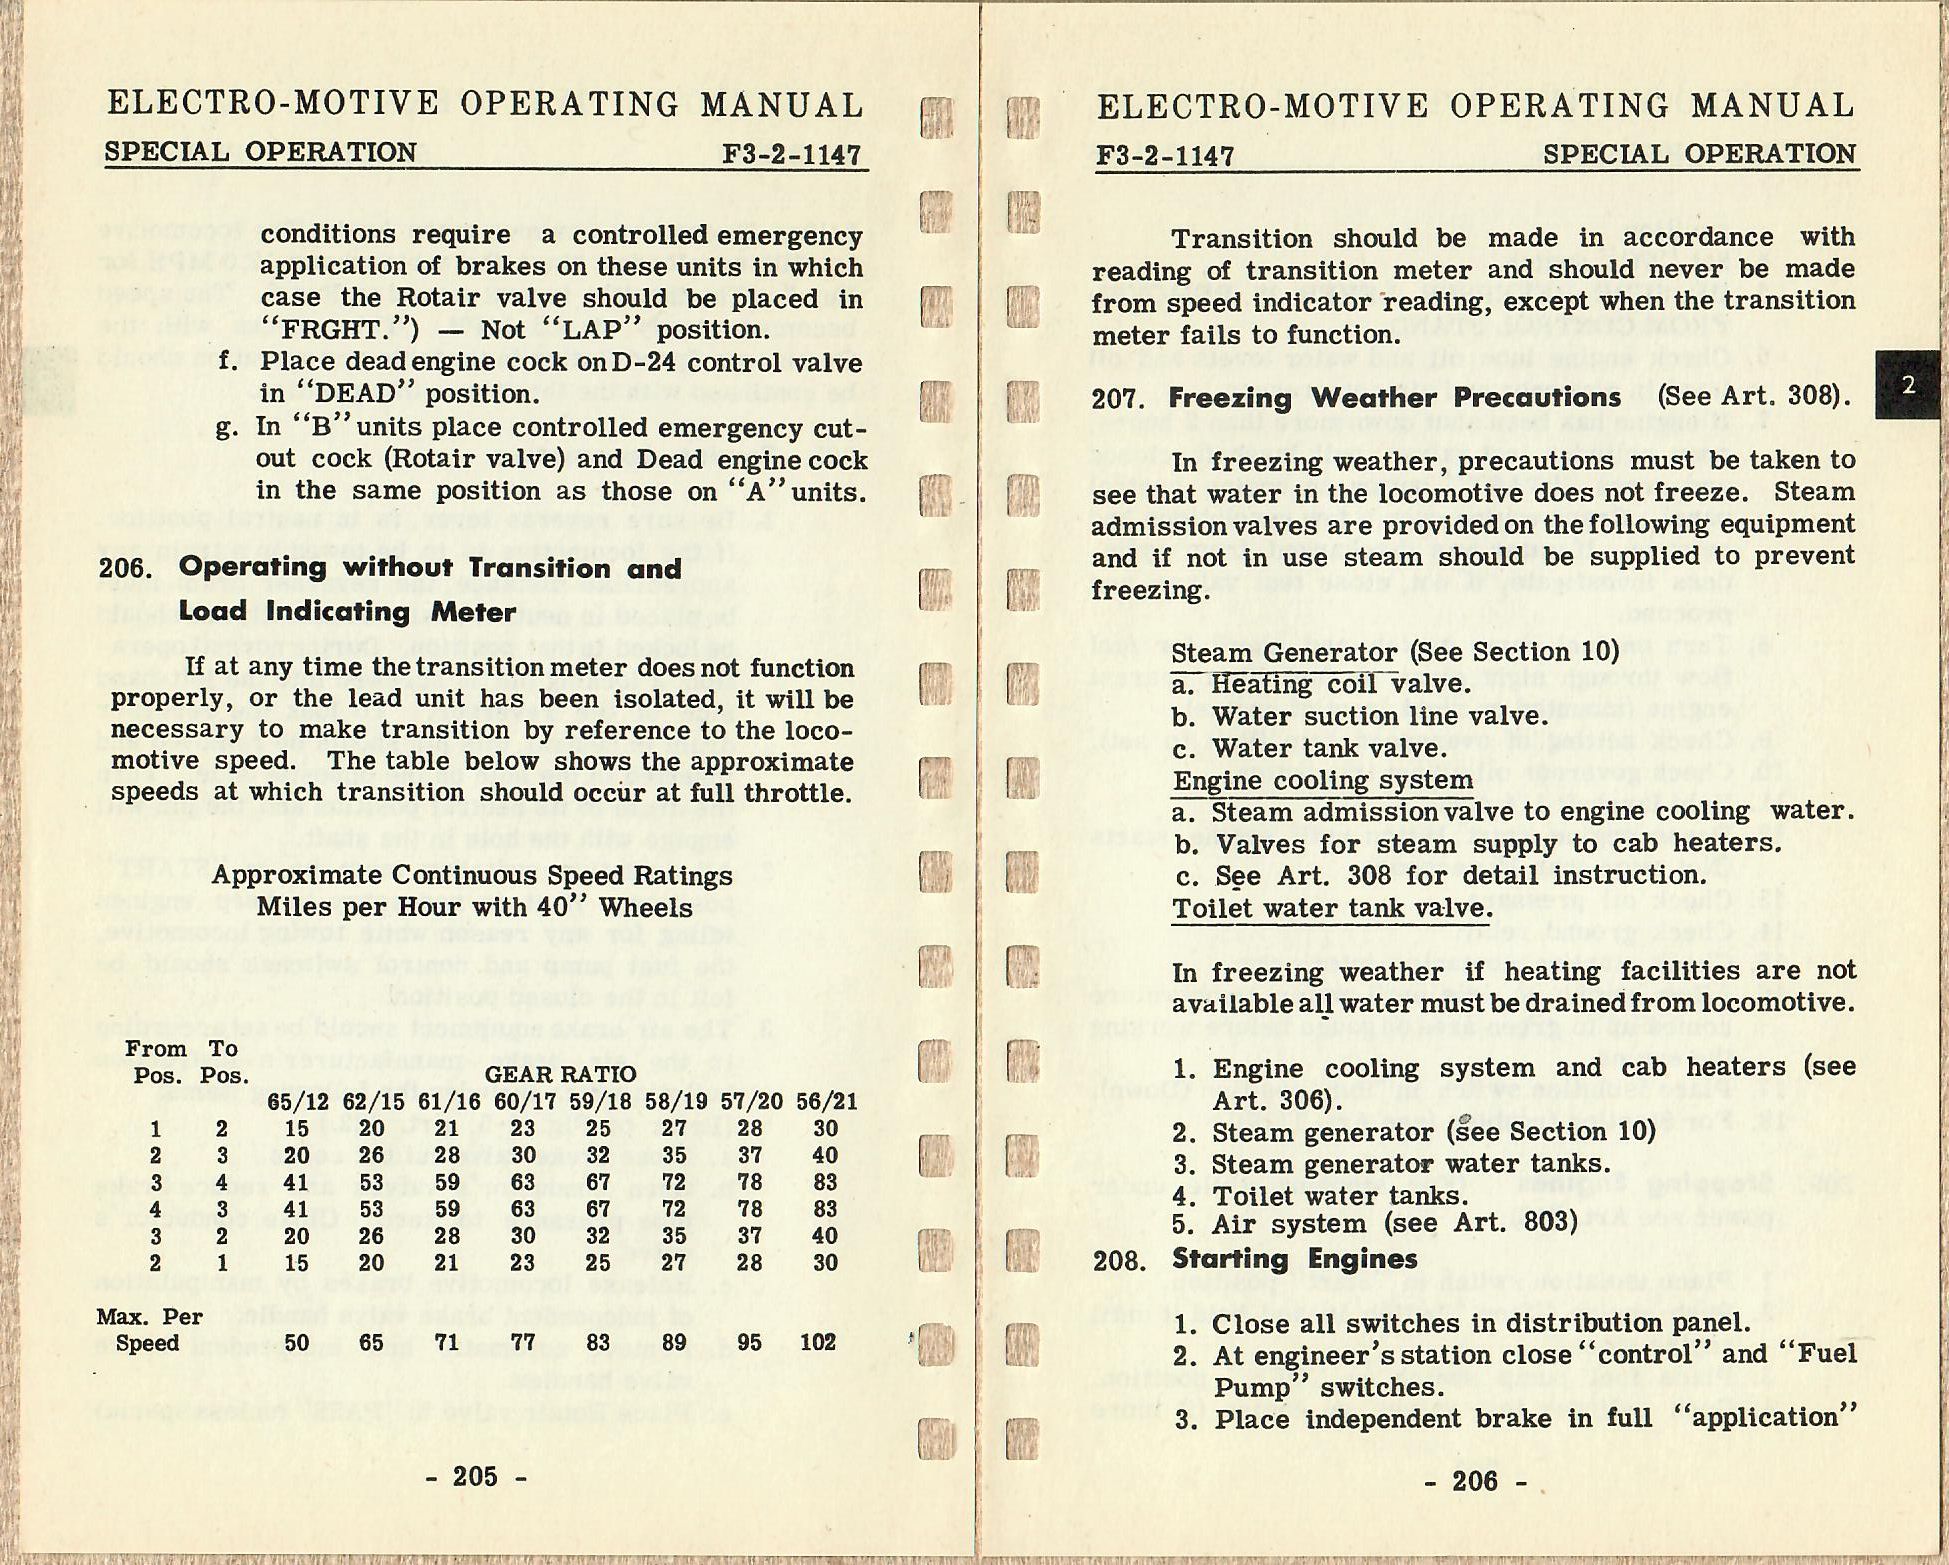 ELECTRO-MOTIVE OPERATING MANUAL
SPECIAL OPERATION F3-2-1147
conditions require a controlled emergency
application of brakes on these units in which
case the Rotair valve should be placed in
“FRGHT.”) — Not “LAP” position.
f. Place dead engine cock on D-24 control valve
in “DEAD” position.
g. In “B” units place controlled emergency cut-
out cock (Rotair valve) and Dead engine cock
in the same position as those on “A” units.
206. Operating without Transition and
Load Indicating Meter
If at any time the transition meter does not function
properly, or the lead unit has been isolated, it will be
necessary to make transition by reference to the loco-
motive speed. The table below shows the approximate
speeds at which transition should occur at full throttle.
Approximate Continuous Speed Ratings
Miles per Hour with 40” Wheels
From To
Pos. Pos. GEAR RATIO
65/12 62/15 61/16 60/17 59/18 58/19 57/20 56/21
1 2 15 20 21 23 25 27 28 30
2 3 20 26 28 30 32 35 37 40
3 4 41 53 59 63 67 72 78 83
4 3 41 53 59 63 67 72 78 83
3 2 20 26 28 30 32 35 37 40
2 1 15 20 21 23 25 27 28 30
Max. Per
Speed 50 65 71 77 83 89 95 102
- 205 -
ELECTRO-MOTIVE OPERATING MANUAL
F3-2-1147 SPECIAL OPERATION
Transition should be made in accordance with
reading of transition meter and should never be made
from speed indicator reading, except when the transition
meter fails to function.
2
207. Freezing Weather Precautions (See Art. 308).
In freezing weather, precautions must be taken to
see that water in the locomotive does not freeze. Steam
admission valves are provided on the following equipment
and if not in use steam should be supplied to prevent
freezing.
Steam Generator (See Section 10)
a. Heating coil valve.
b. Water suction line valve.
c. Water tank valve.
Engine cooling system
a. Steam admission valve to engine cooling water.
b. Valves for steam supply to cab heaters.
c. See Art. 308 for detail instruction.
Toilet water tank valve.
In freezing weather if heating facilities are not
available all water must be drained from locomotive.
1. Engine cooling system and cab heaters (see
Art. 306).
2. Steam generator (see Section 10)
3. Steam generator water tanks.
4. Toilet water tanks.
5. Air system (see Art. 803)
208. Starting Engines
1. Close all switches in distribution panel.
2. At engineer’s station close “control” and “Fuel
Pump” switches.
3. Place independent brake in full “application”
- 206 -